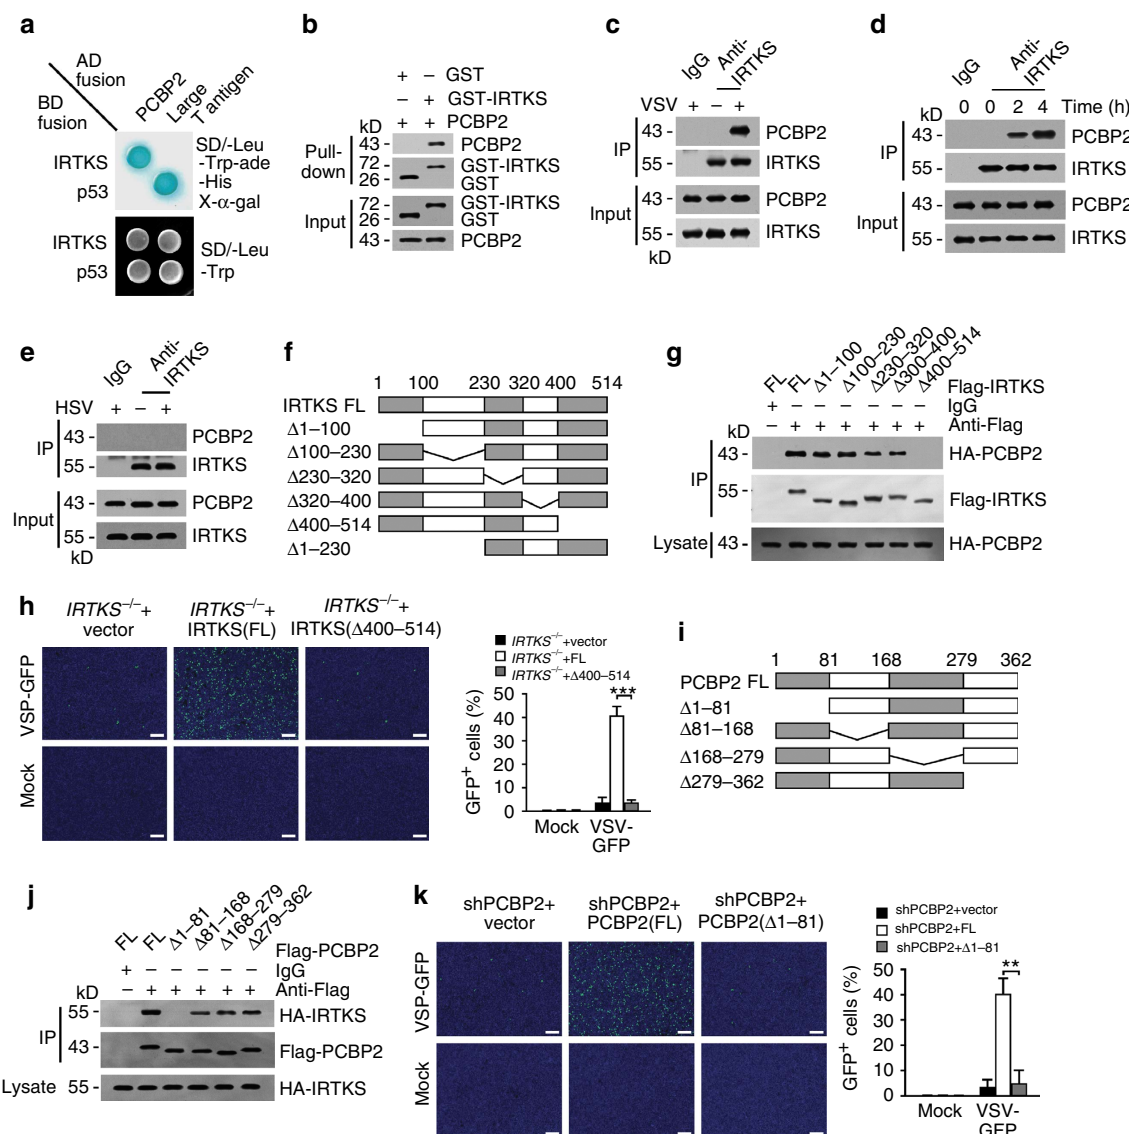 a
AD
fusion
BD
fusion
PCBP2
Large
T antigen
IRTKS
p53
SD/-Leu
-Trp-ade
-His
X-α-gal
IRTKS
p53
SD/-Leu
-Trp
b
+ − GST
− + GST-IRTKS
kD + + PCBP2
Pull-
down
43 - PCBP2
72 - GST-IRTKS
26 - GST
Input
72 - GST-IRTKS
26 - GST
43 - PCBP2
c
IgG
Anti-
IRTKS
VSV + − +
IP
43 - PCBP2
55 - IRTKS
Input
43 - PCBP2
55 - IRTKS
kD
d
IgG
Anti-
IRTKS
kD 0 0 2 4 Time (h)
IP
43 - PCBP2
55 - IRTKS
Input
43 - PCBP2
55 - IRTKS
e
IgG
Anti-
IRTKS
HSV + − +
IP
43 - PCBP2
55 - IRTKS
Input
43 - PCBP2
55 - IRTKS
kD
f
1 100 230 320 400 514
IRTKS FL
Δ1–100
Δ100–230
Δ230–320
Δ320–400
Δ400–514
Δ1–230
g
FL FL Δ1–100 Δ100–230 Δ230–320 Δ300–400 Δ400–514
Flag-IRTKS
+ − − − − − − IgG
kD − + + + + + + Anti-Flag
IP
43 - HA-PCBP2
55 - Flag-IRTKS
Lysate 43 - HA-PCBP2
h
IRTKS−/−+
vector
IRTKS−/−+
IRTKS(FL)
IRTKS−/−+
IRTKS(Δ400–514)
VSP-GFP
Mock
IRTKS−/−+vector
IRTKS−/−+FL
IRTKS−/−+Δ400–514
GFP+ cells (%)
50
40
30
20
10
0
***
Mock VSV-
GFP
i
1 81 168 279 362
PCBP2 FL
Δ1–81
Δ81–168
Δ168–279
Δ279–362
j
FL FL Δ1–81 Δ81–168 Δ168–279 Δ279–362
Flag-PCBP2
+ − − − − − IgG
kD − + + + + + Anti-Flag
IP
55 - HA-IRTKS
43 - Flag-PCBP2
Lysate 55 - HA-IRTKS
k
shPCBP2+
vector
shPCBP2+
PCBP2(FL)
shPCBP2+
PCBP2(Δ1–81)
VSP-GFP
Mock
shPCBP2+vector
shPCBP2+FL
shPCBP2+Δ1–81
GFP+ cells (%)
50
40
30
20
10
0
**
Mock VSV-
GFP